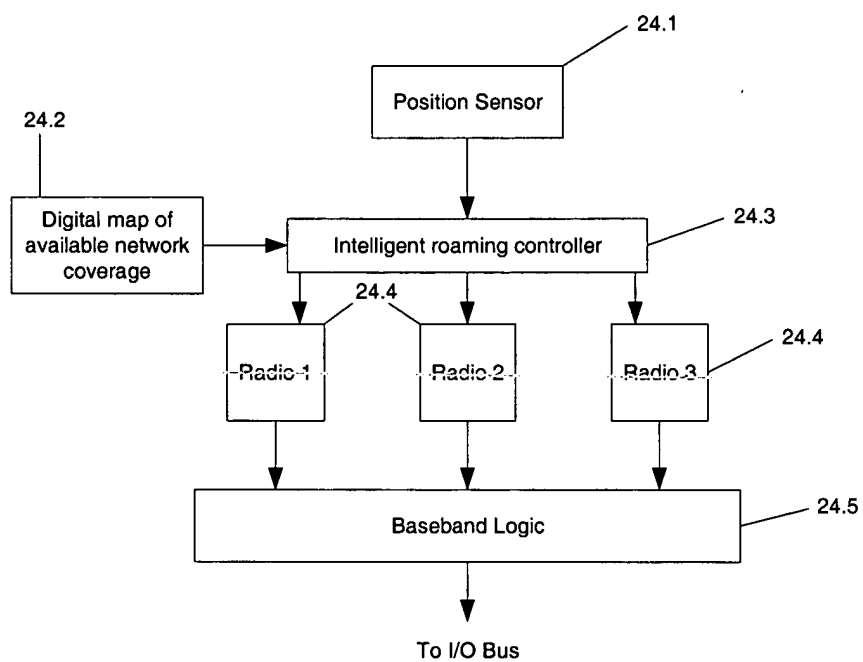 24.1
Position Sensor
24.2
Digital map of
available network
coverage
24.3
Intelligent roaming controller
24.4
Radio 1
Radio 2
Radio 3
24.4
Baseband Logic
24.5
To I/O Bus